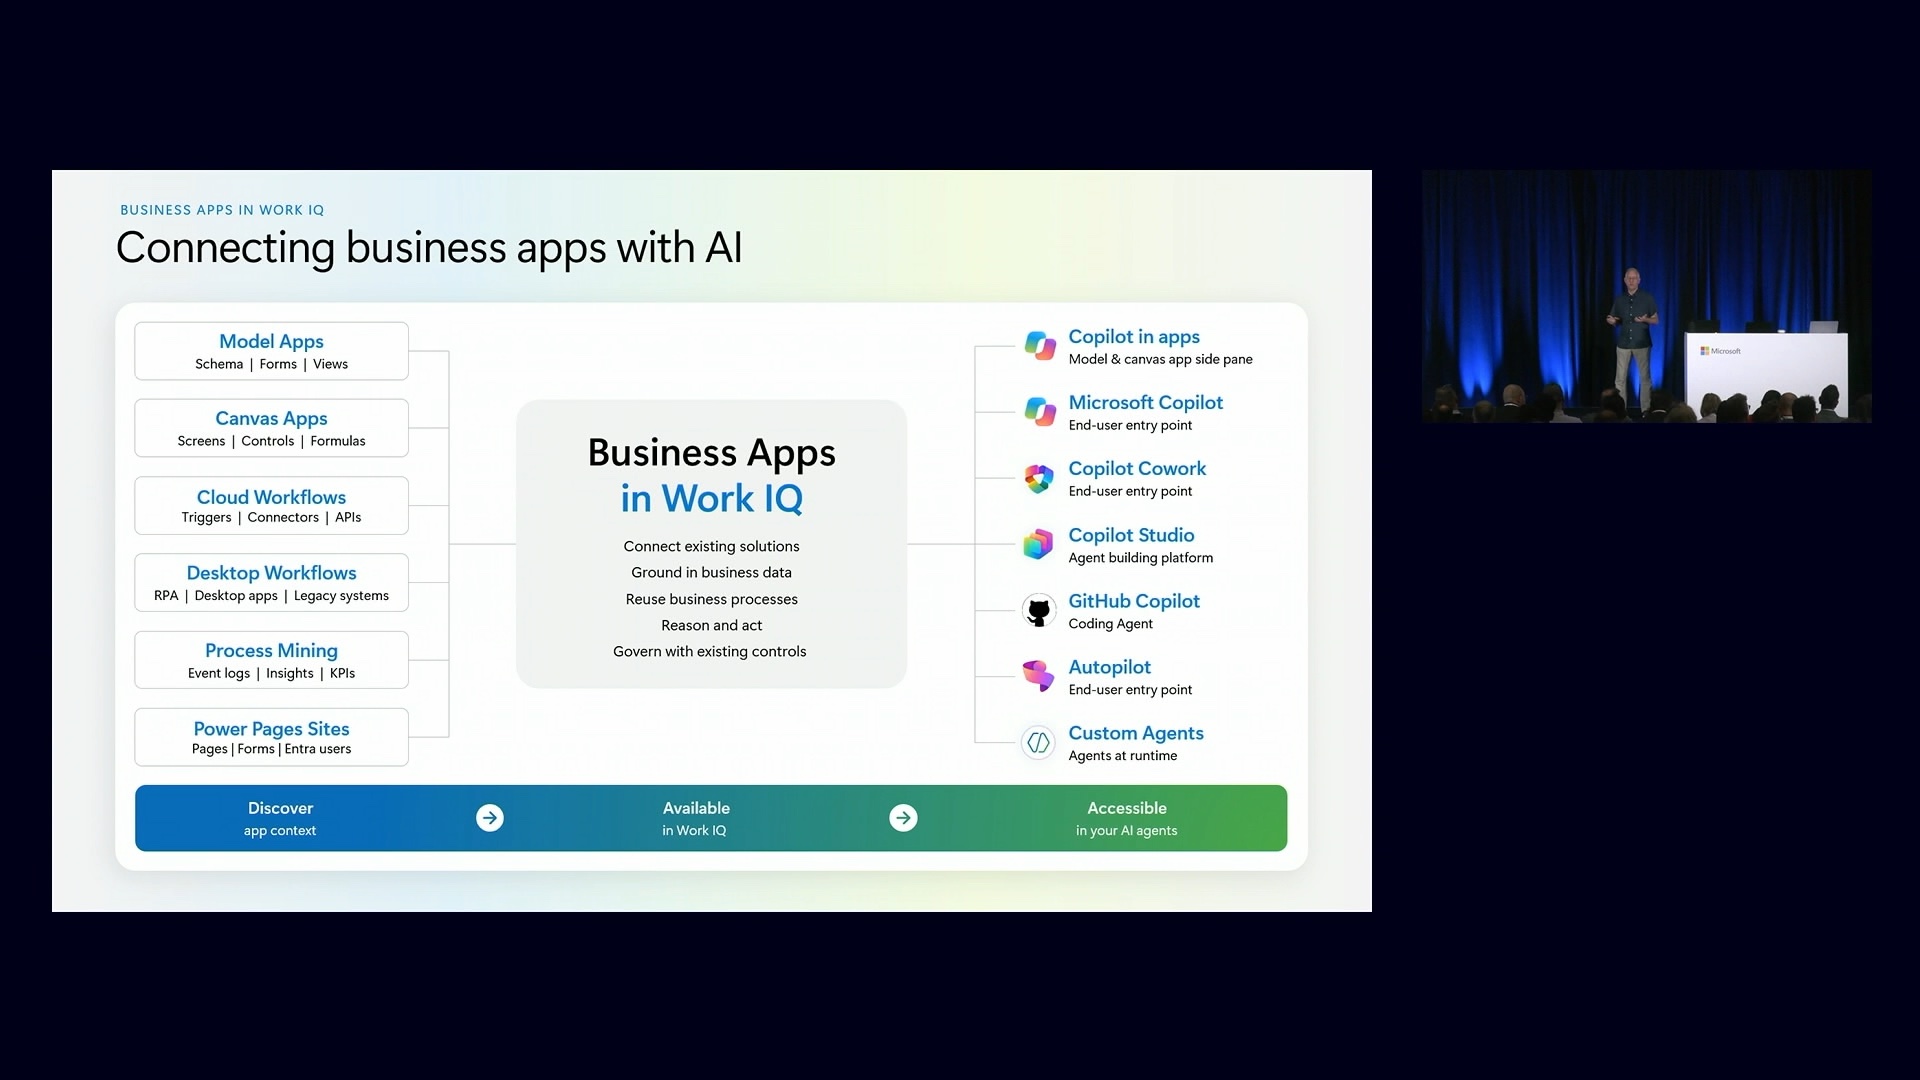 BUSINESS APPS IN WORK IQ
Connecting business apps with AI
Model Apps
Schema | Forms | Views
Canvas Apps
Screens | Controls | Formulas
Cloud Workflows
Triggers | Connectors | APIs
Desktop Workflows
RPA | Desktop apps | Legacy systems
Process Mining
Event logs | Insights | KPIs
Power Pages Sites
Pages | Forms | Entra users
Business Apps
in Work IQ
Connect existing solutions
Ground in business data
Reuse business processes
Reason and act
Govern with existing controls
Copilot in apps
Model & canvas app side pane
Microsoft Copilot
End-user entry point
Copilot Cowork
End-user entry point
Copilot Studio
Agent building platform
GitHub Copilot
Coding Agent
Autopilot
End-user entry point
Custom Agents
Agents at runtime
Discover
app context
Available
in Work IQ
Accessible
in your AI agents
Microsoft